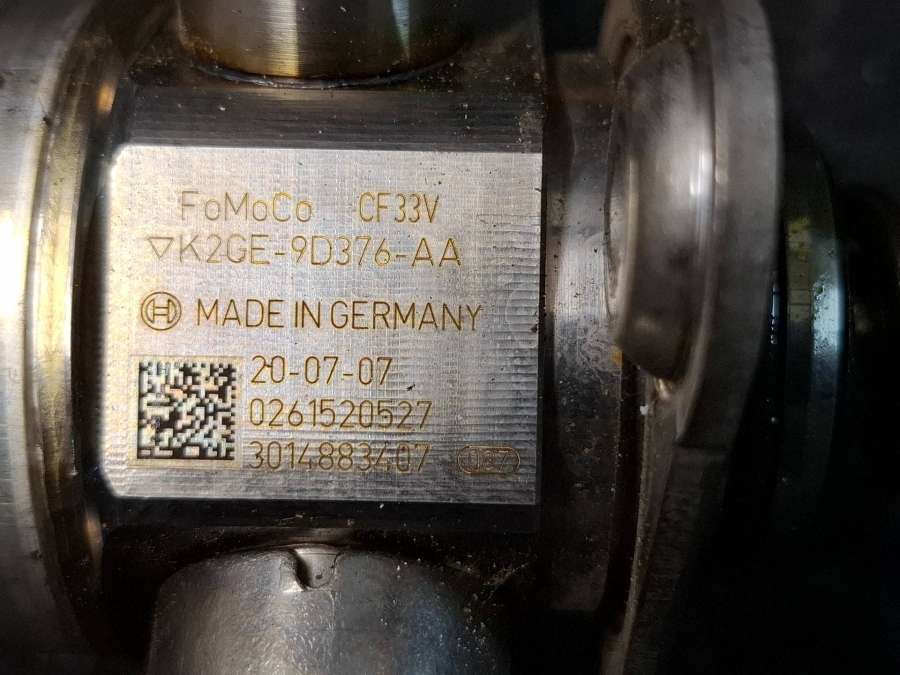 FoMoCo CF33V
▽K2GE-9D376-AA
MADE IN GERMANY
20-07-07
0261520527
3014883407